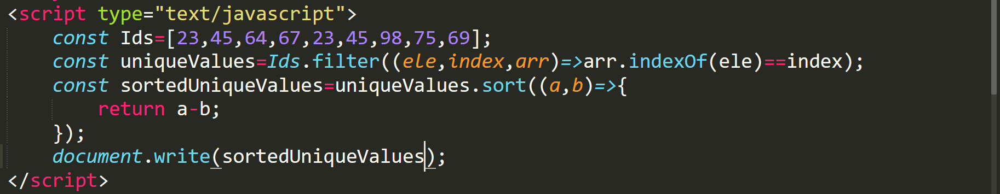 <script type="text/javascript">
const Ids=[23,45,64,67,23,45,98,75,69];
const uniqueValues=Ids.filter((ele,index,arr)=>arr.indexOf(ele)==index);
const sortedUniqueValues=uniqueValues.sort((a,b)=>{
return a-b;
});
document.write(sortedUniqueValues);
</script>